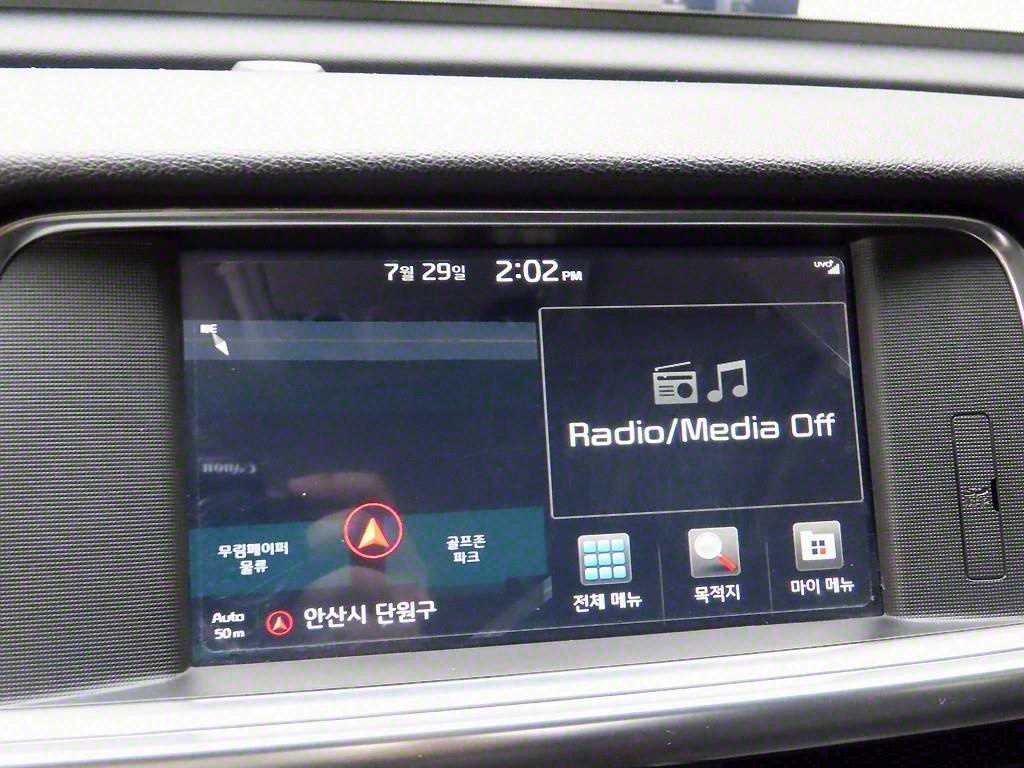 7월 29일 2:02 PM
UVO
Radio/Media Off
무림페이퍼
물류
골프존
파크
전체 메뉴
목적지
마이 메뉴
Auto
50m
안산시 단원구